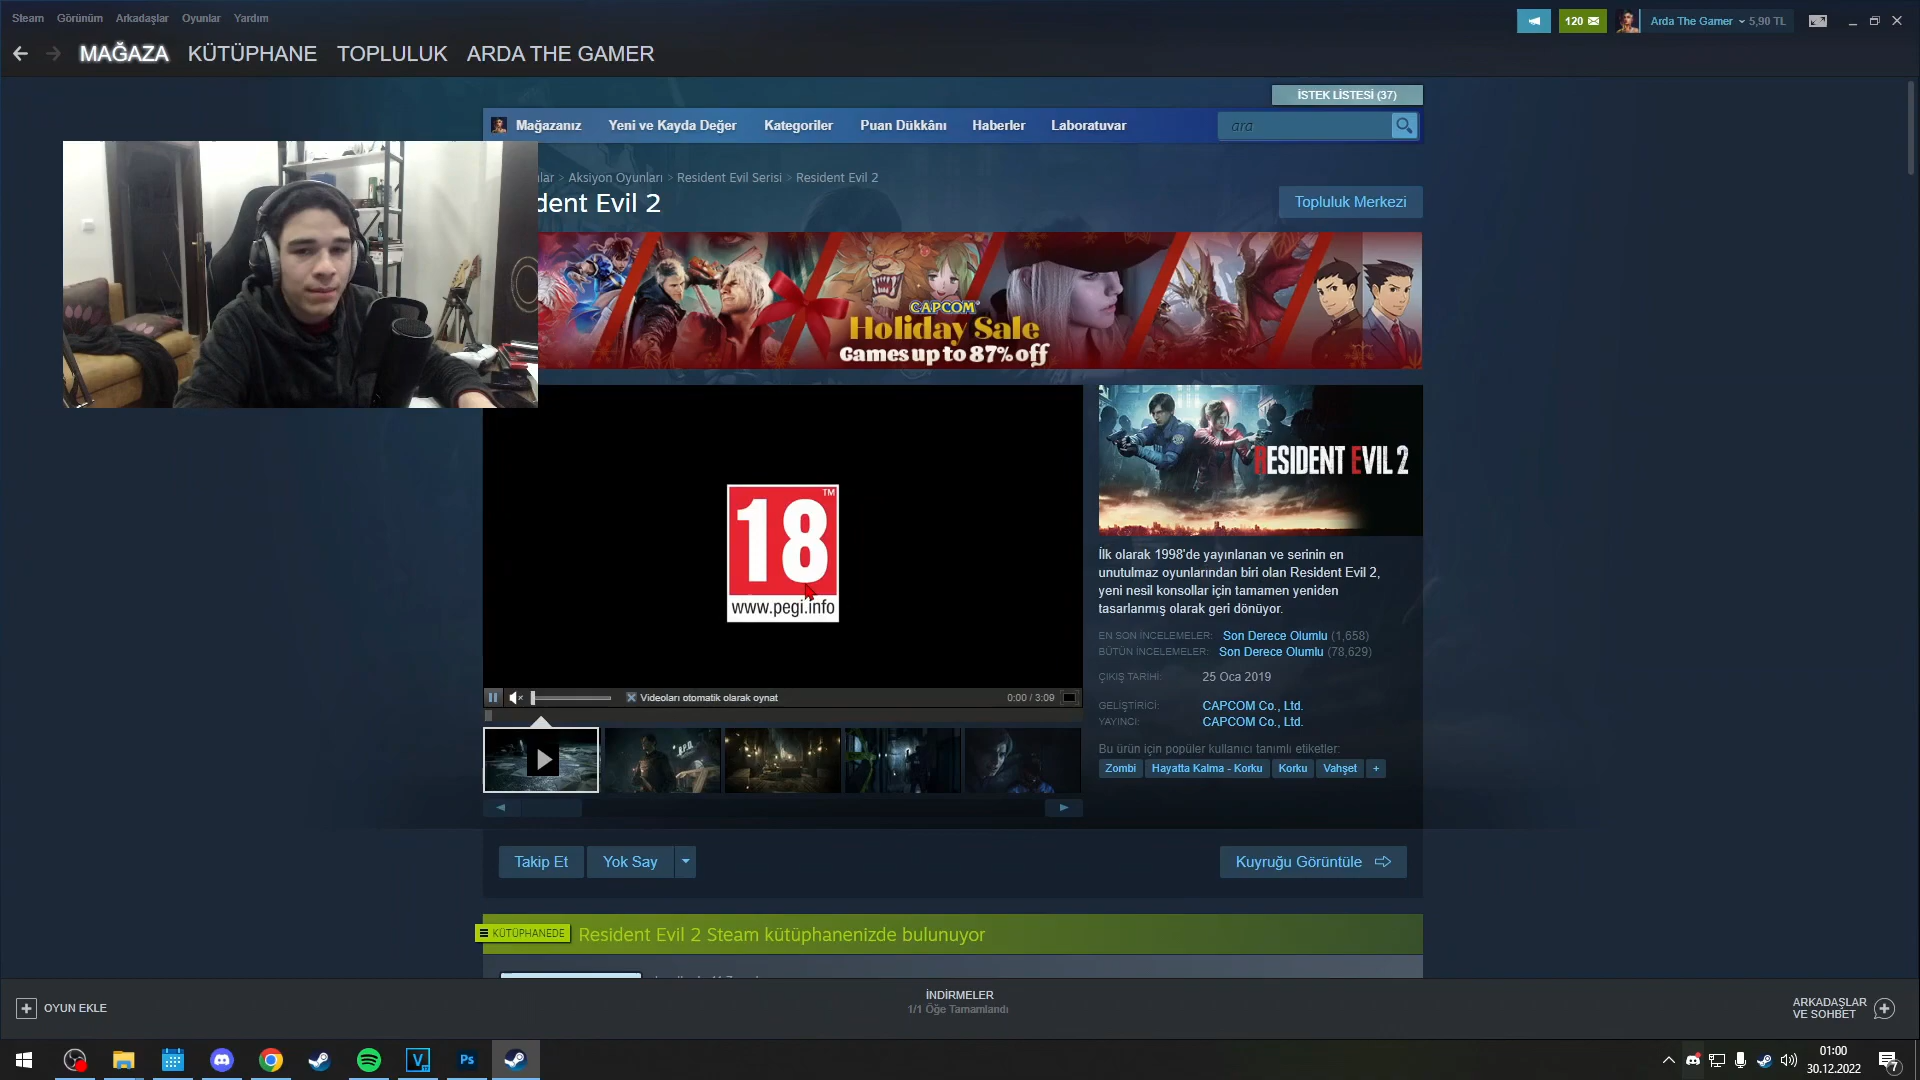 Steam Görünüm Arkadaşlar Oyunlar Yardım
120
Arda The Gamer 5,90 TL
MAĞAZA KÜTÜPHANE TOPLULUK ARDA THE GAMER
İSTEK LİSTESİ (37)
Mağazanız Yeni ve Kayda Değer Kategoriler Puan Dükkânı Haberler Laboratuvar
ara
lar > Aksiyon Oyunları > Resident Evil Serisi > Resident Evil 2
dent Evil 2
Topluluk Merkezi
CAPCOM
Holiday Sale
Games up to 87% off
18 TM
www.pegi.info
RESIDENT EVIL 2
R.P.D.
İlk olarak 1998'de yayınlanan ve serinin en
unutulmaz oyunlarından biri olan Resident Evil 2,
yeni nesil konsollar için tamamen yeniden
tasarlanmış olarak geri dönüyor.
EN SON İNCELEMELER: Son Derece Olumlu (1,658)
BÜTÜN İNCELEMELER: Son Derece Olumlu (78,629)
ÇIKIŞ TARİHİ: 25 Oca 2019
GELİŞTİRİCİ: CAPCOM Co., Ltd.
YAYINCI: CAPCOM Co., Ltd.
Bu ürün için popüler kullanıcı tanımlı etiketler:
Zombi Hayatta Kalma - Korku Korku Vahşet +
Videoları otomatik olarak oynat
0:00 / 3:09
Takip Et Yok Say
Kuyruğu Görüntüle
KÜTÜPHANEDE Resident Evil 2 Steam kütüphanenizde bulunuyor
OYUN EKLE
İNDİRMELER
1/1 Öğe Tamamlandı
ARKADAŞLAR
VE SOHBET
V
Ps
01:00
30.12.2022
7